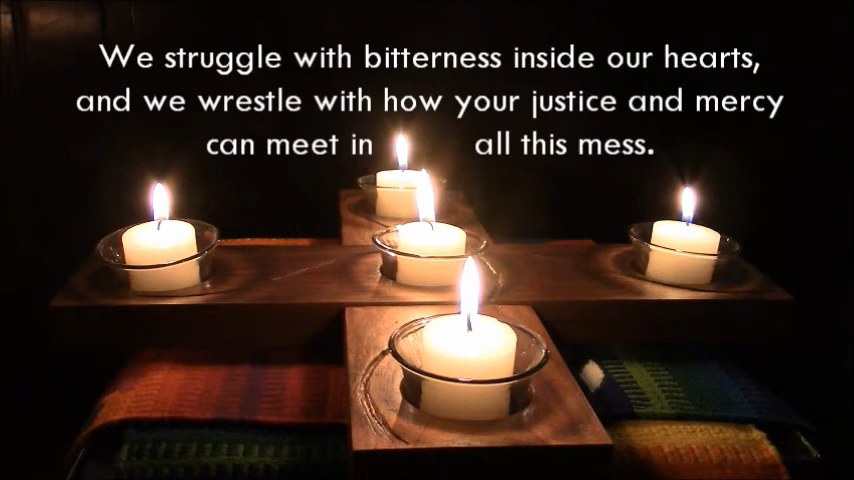 We struggle with bitterness inside our hearts,
and we wrestle with how your justice and mercy
can meet in all this mess.